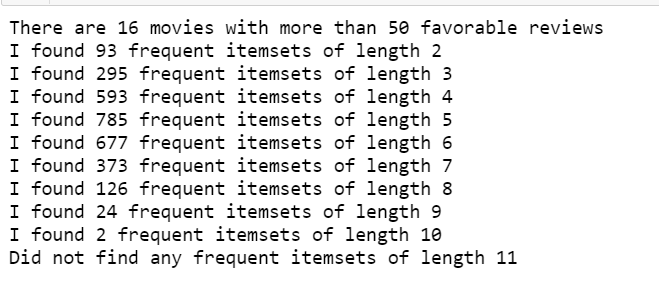 There are 16 movies with more than 50 favorable reviews
I found 93 frequent itemsets of length 2
I found 295 frequent itemsets of length 3
I found 593 frequent itemsets of length 4
I found 785 frequent itemsets of length 5
I found 677 frequent itemsets of length 6
I found 373 frequent itemsets of length 7
I found 126 frequent itemsets of length 8
I found 24 frequent itemsets of length 9
I found 2 frequent itemsets of length 10
Did not find any frequent itemsets of length 11